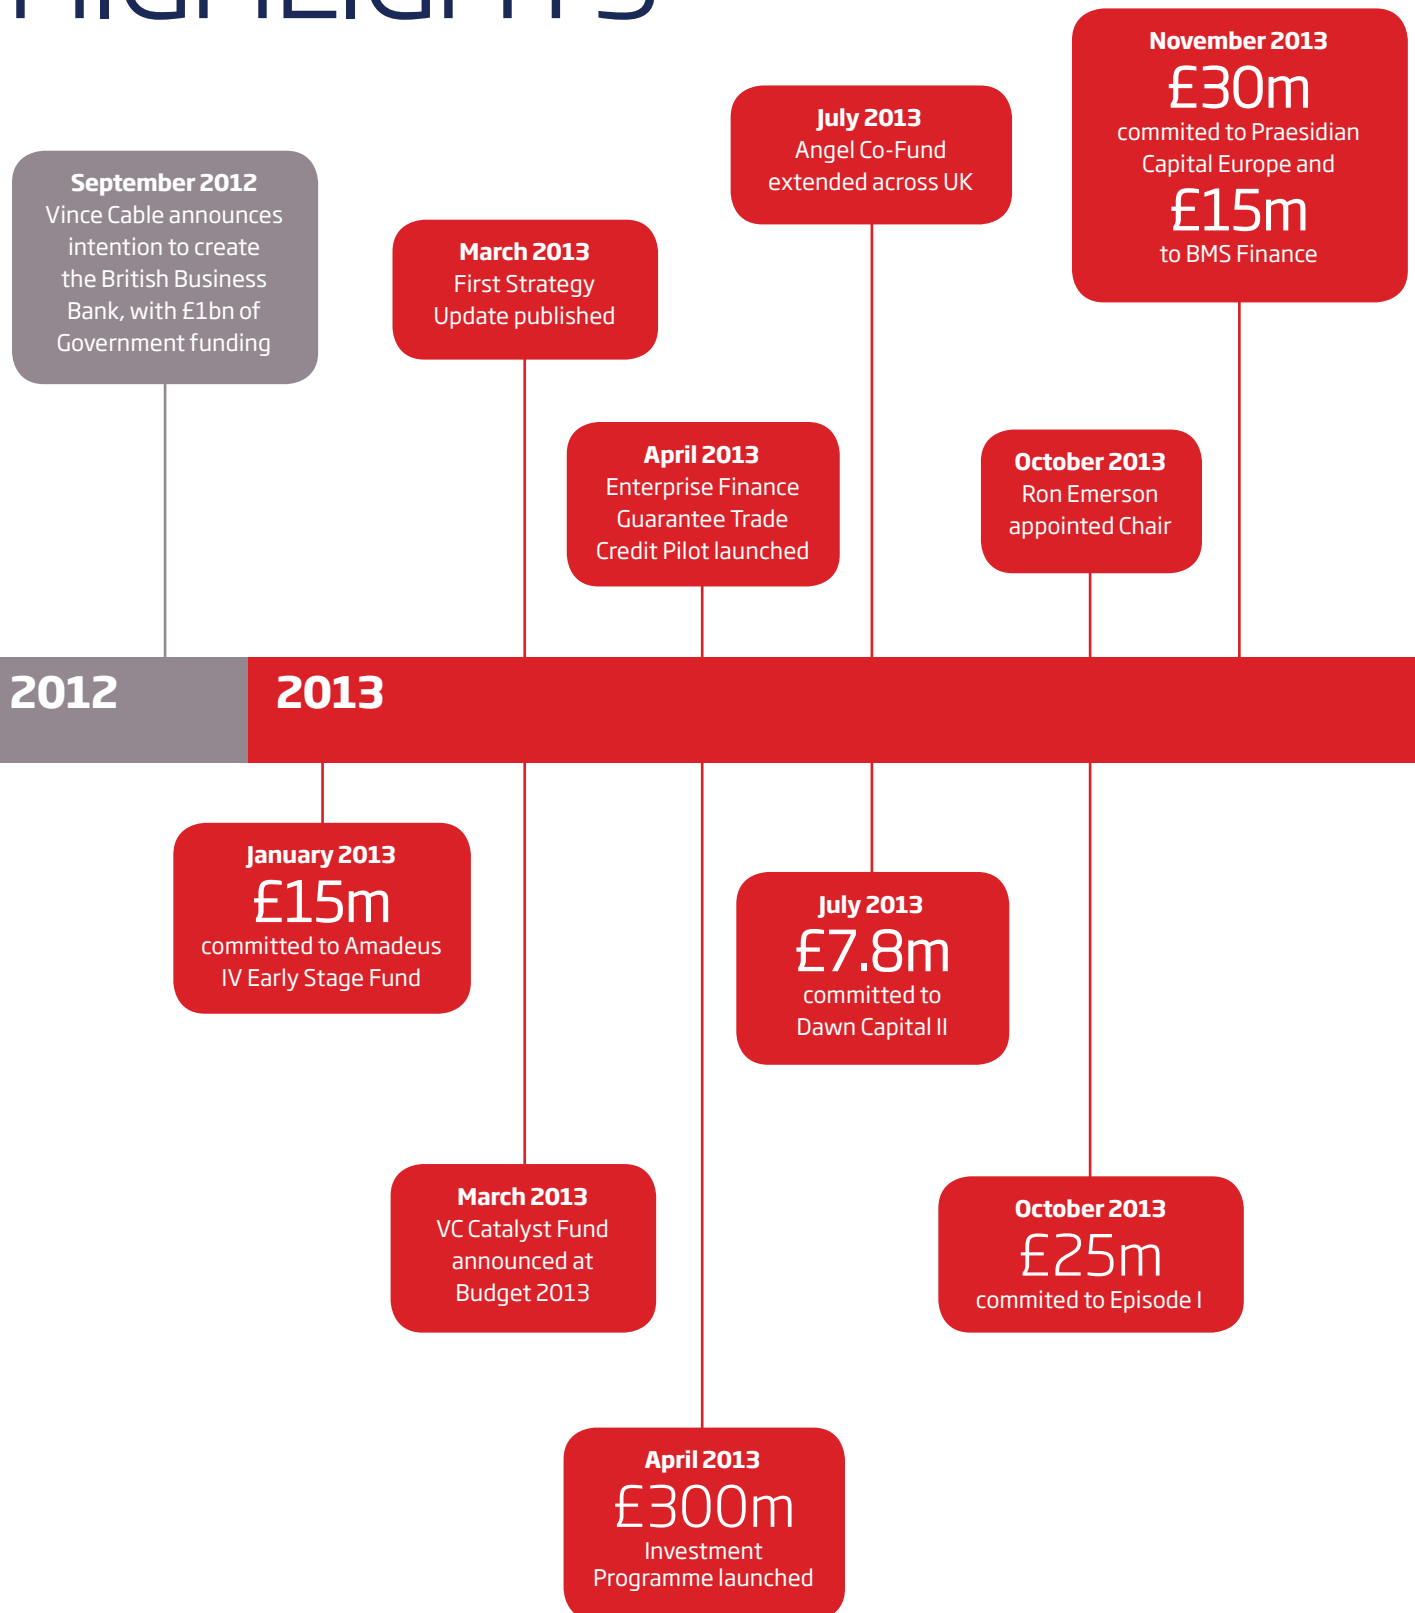 HIGHLIGHTS
November 2013
£30m
commited to Praesidian
Capital Europe and
£15m
to BMS Finance
July 2013
Angel Co-Fund
extended across UK
September 2012
Vince Cable announces
intention to create
the British Business
Bank, with £1bn of
Government funding
March 2013
First Strategy
Update published
April 2013
Enterprise Finance
Guarantee Trade
Credit Pilot launched
October 2013
Ron Emerson
appointed Chair
2012
2013
January 2013
£15m
committed to Amadeus
IV Early Stage Fund
July 2013
£7.8m
committed to
Dawn Capital II
March 2013
VC Catalyst Fund
announced at
Budget 2013
October 2013
£25m
commited to Episode I
April 2013
£300m
Investment
Programme launched